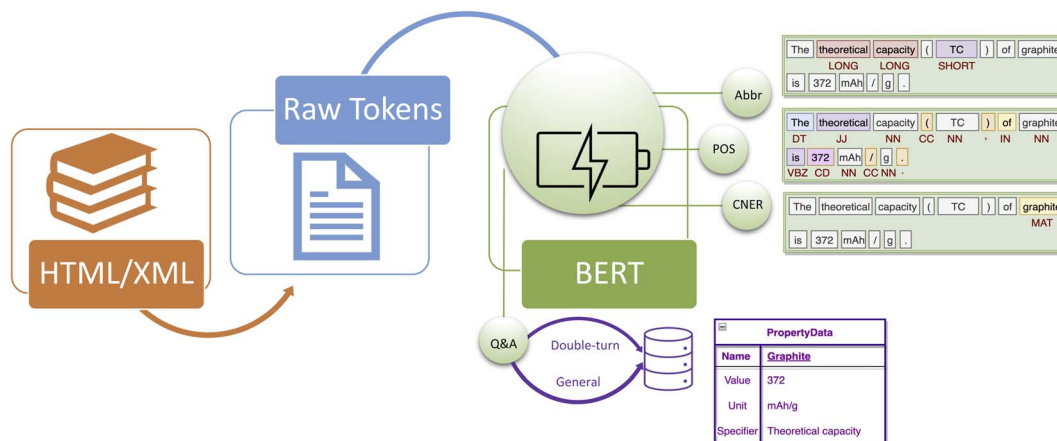 HTML/XML
Raw Tokens
BERT
Abbr
POS
CNER
Q&A
Double-turn
General
The theoretical capacity ( TC ) of graphite
LONG LONG SHORT
is 372 mAh / g .
The theoretical capacity ( TC ) of graphite
DT JJ NN CC NN , IN NN
is 372 mAh / g .
VBZ CD NN CC NN .
The theoretical capacity ( TC ) of graphite
MAT
is 372 mAh / g .
PropertyData
Name Graphite
Value 372
Unit mAh/g
Specifier Theoretical capacity